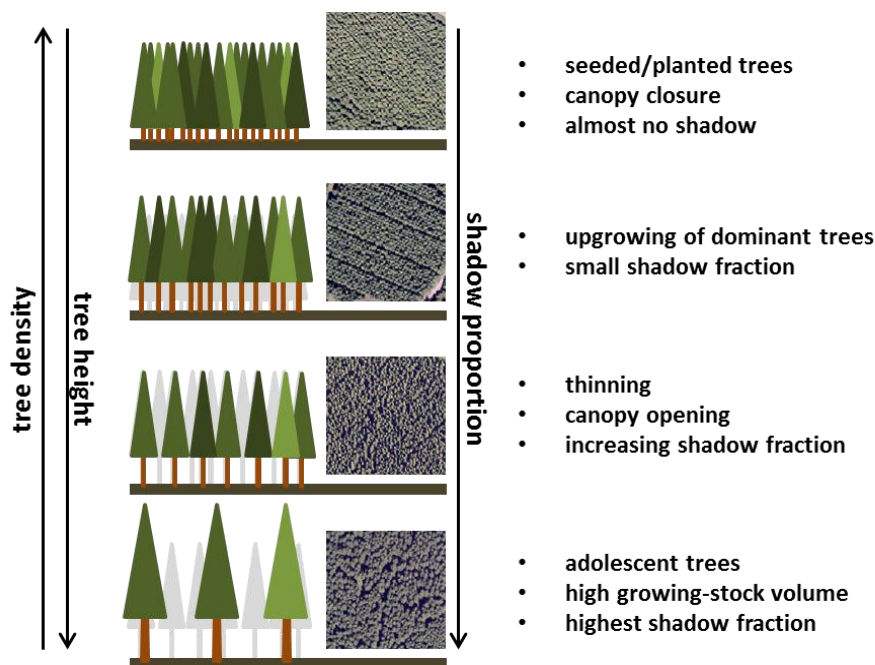 tree density
tree height
shadow proportion
• seeded/planted trees
• canopy closure
• almost no shadow
• upgrowing of dominant trees
• small shadow fraction
• thinning
• canopy opening
• increasing shadow fraction
• adolescent trees
• high growing-stock volume
• highest shadow fraction